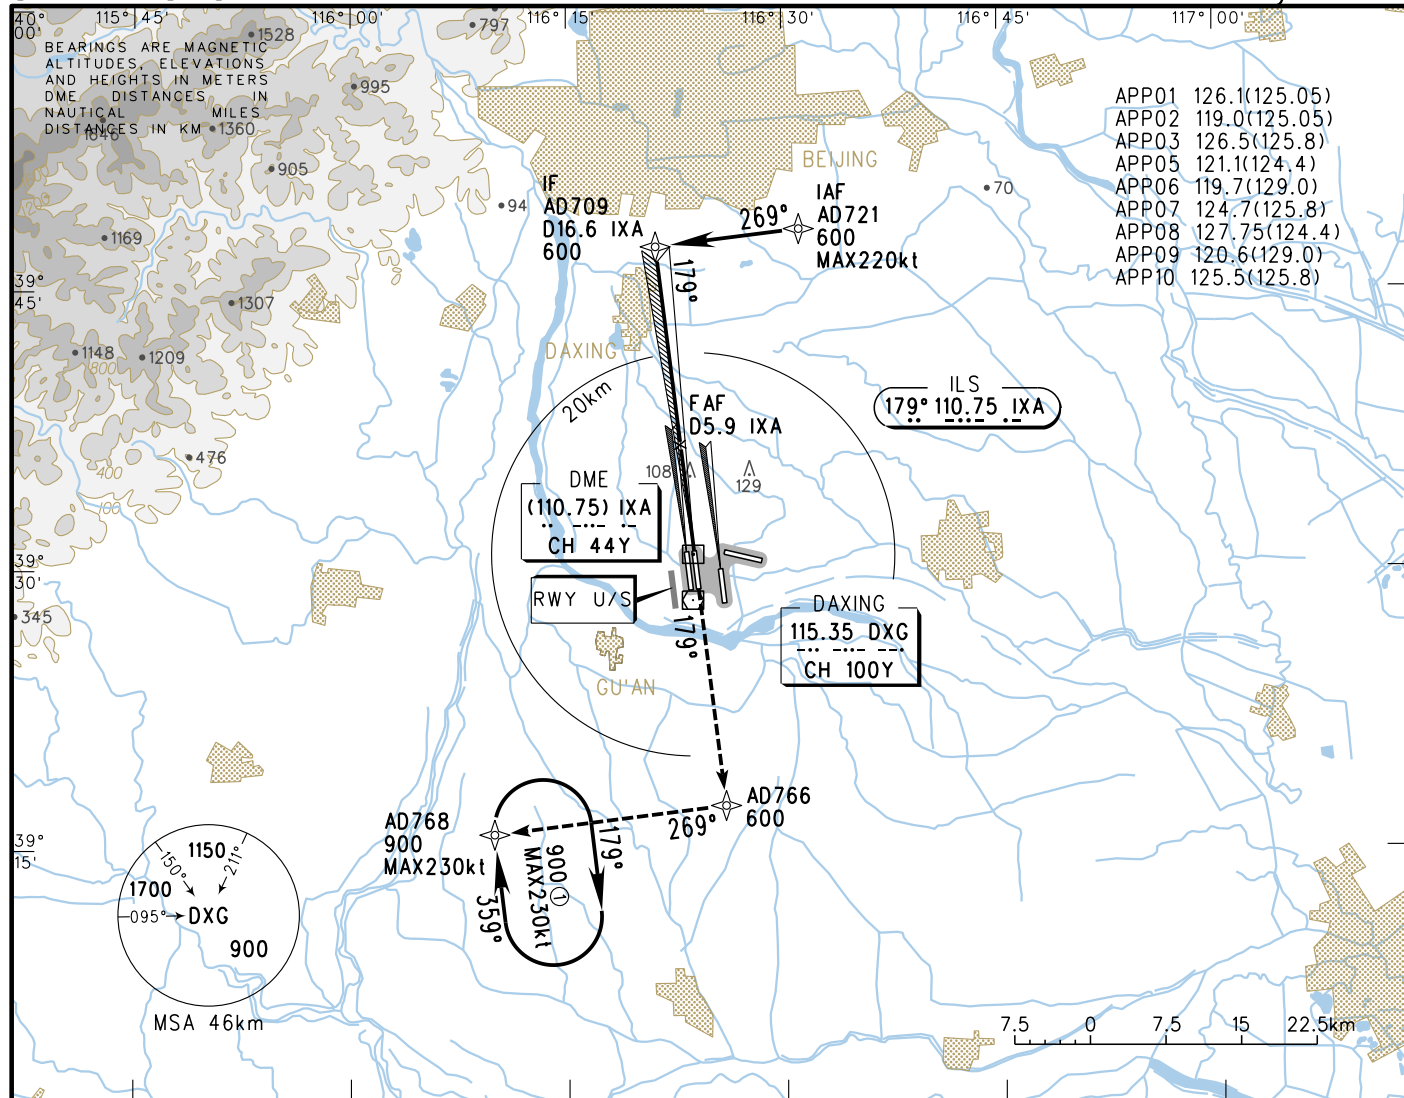 40°
00'
115°45'
116°00'
116°15'
116°30'
116°45'
117°00'
BEARINGS ARE MAGNETIC
ALTITUDES, ELEVATIONS
AND HEIGHTS IN METERS
DME DISTANCES IN
NAUTICAL MILES
DISTANCES IN KM
1528
797
995
1646
1360
905
94
70
1169
1307
1148
1209
800
476
400
100
345
39°
45'
39°
30'
39°
15'
APP01 126.1(125.05)
APP02 119.0(125.05)
APP03 126.5(125.8)
APP05 121.1(124.4)
APP06 119.7(129.0)
APP07 124.7(125.8)
APP08 127.75(124.4)
APP09 120.6(129.0)
APP10 125.5(125.8)
BEIJING
IF
AD709
D16.6 IXA
600
269°
IAF
AD721
600
MAX220kt
179°
DAXING
20km
ILS
179° 110.75 IXA
FAF
D5.9 IXA
108
129
DME
(110.75) IXA
CH 44Y
RWY U/S
179°
GU'AN
DAXING
115.35 DXG
CH 100Y
AD766
600
269°
AD768
900
MAX230kt
179°
900①
MAX230kt
359°
1150
150°
211°
1700
095°
DXG
900
MSA 46km
7.5 0 7.5 15 22.5km